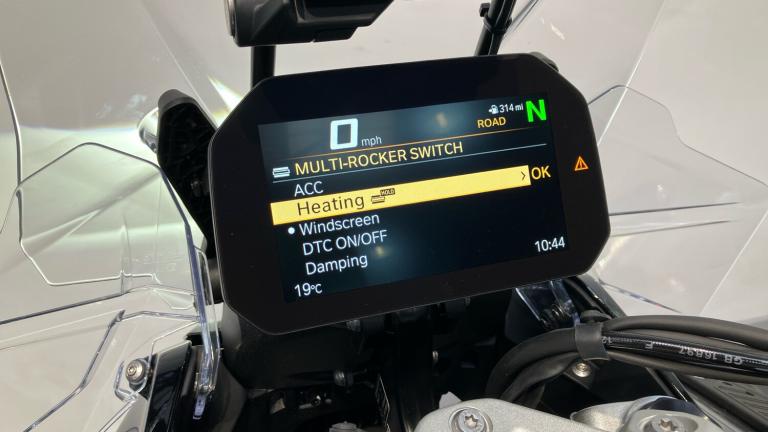 314 mi
0 mph
ROAD N
MULTI-ROCKER SWITCH
ACC
Heating HOLD
OK
Windscreen
DTC ON/OFF
Damping
10:44
19°C